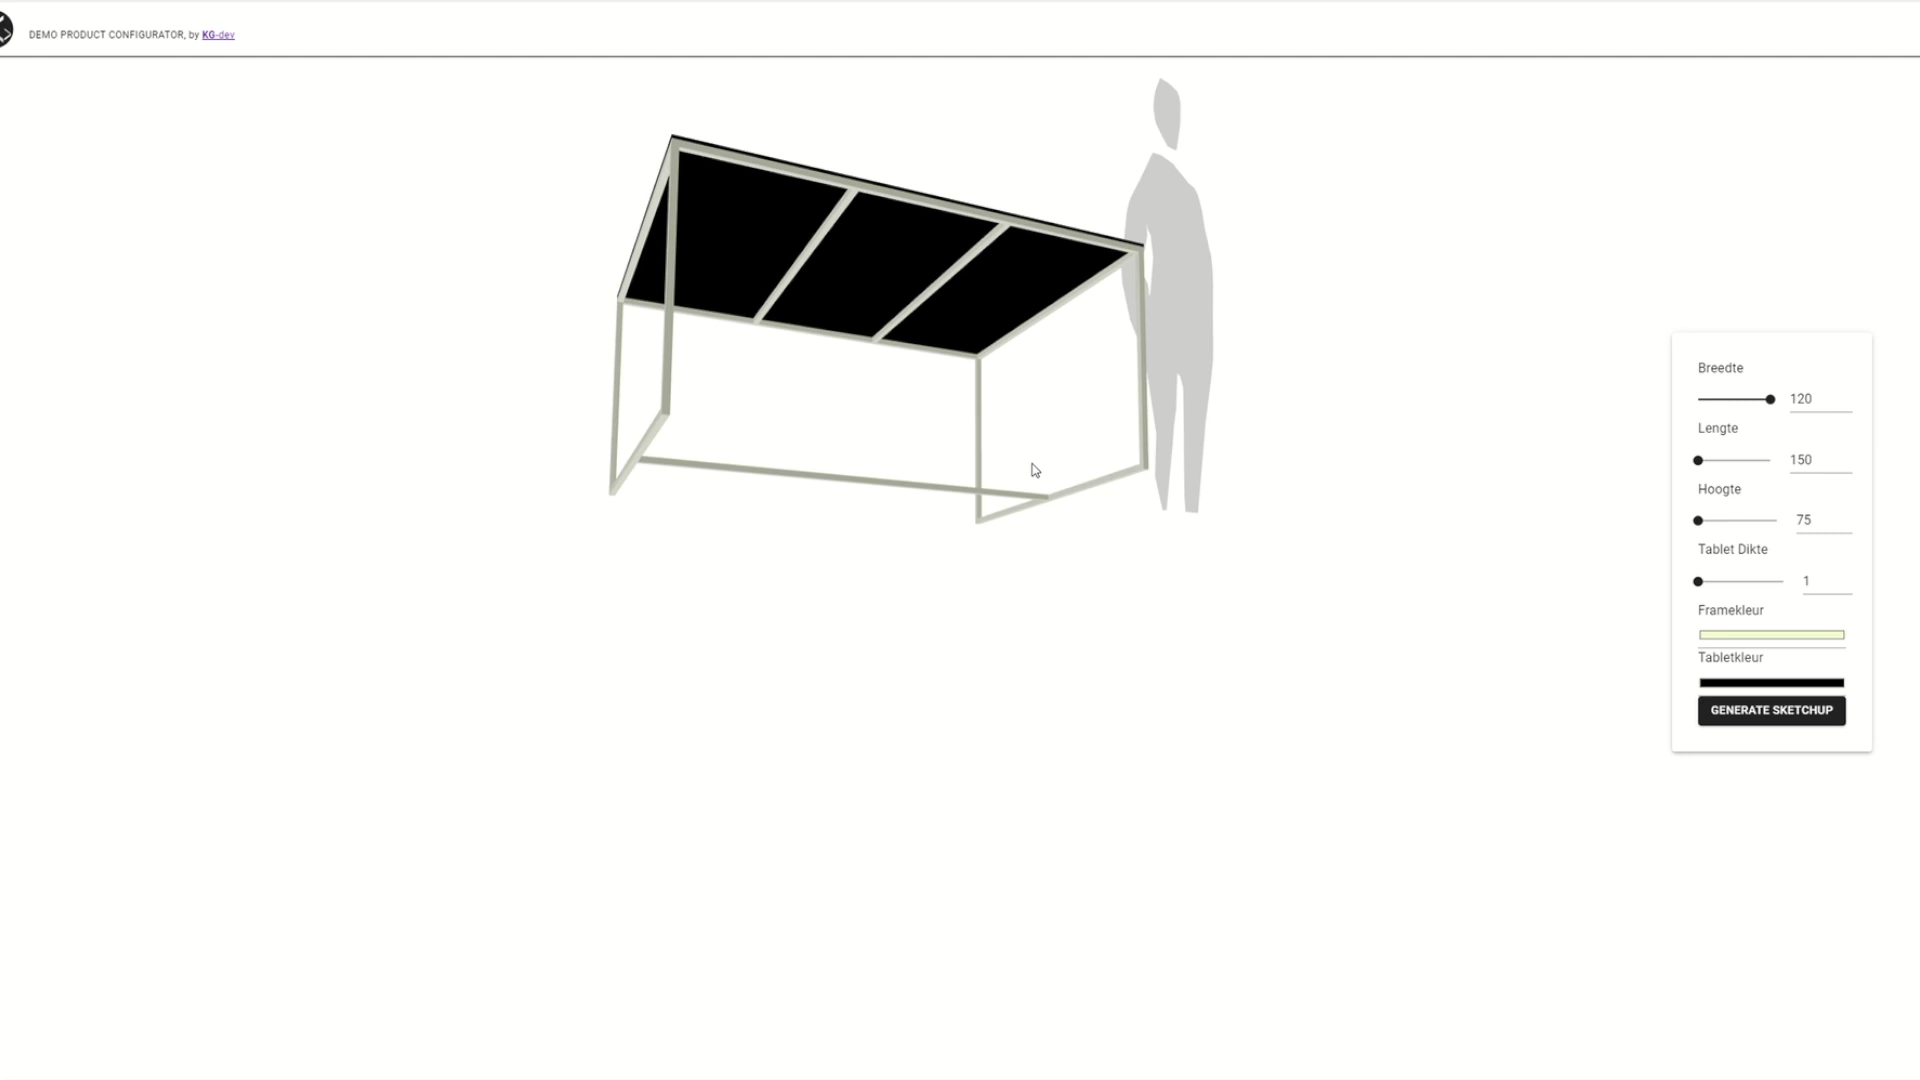 DEMO PRODUCT CONFIGURATOR, by KG-dev
Breedte
120
Lengte
150
Hoogte
75
Tablet Dikte
1
Framekleur
Tabletkleur
GENERATE SKETCHUP